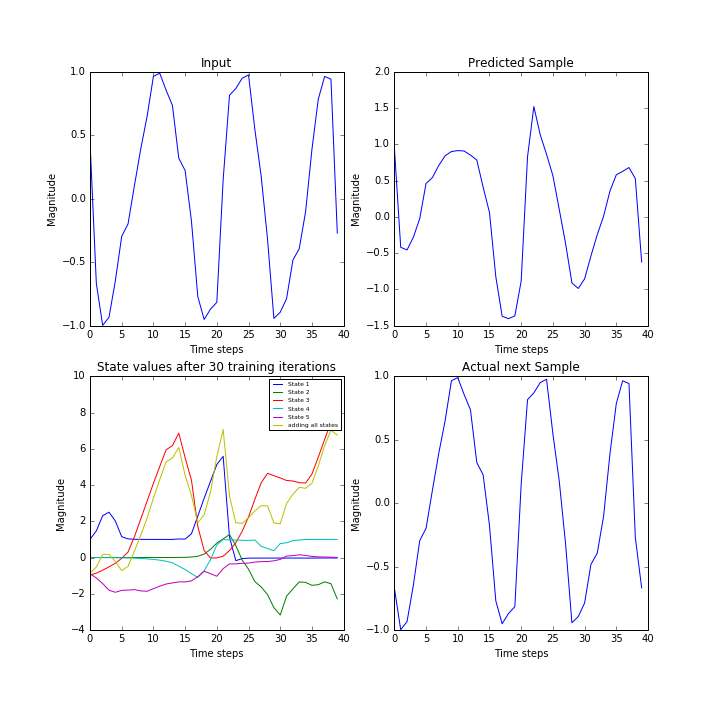 Input
Magnitude
1.0
0.5
0.0
−0.5
−1.0
0 5 10 15 20 25 30 35 40
Time steps
Predicted Sample
Magnitude
2.0
1.5
1.0
0.5
0.0
−0.5
−1.0
−1.5
0 5 10 15 20 25 30 35 40
Time steps
State values after 30 training iterations
Magnitude
10
8
6
4
2
0
−2
−4
0 5 10 15 20 25 30 35 40
Time steps
State 1
State 2
State 3
State 4
State 5
adding all states
Actual next Sample
Magnitude
1.0
0.5
0.0
−0.5
−1.0
0 5 10 15 20 25 30 35 40
Time steps